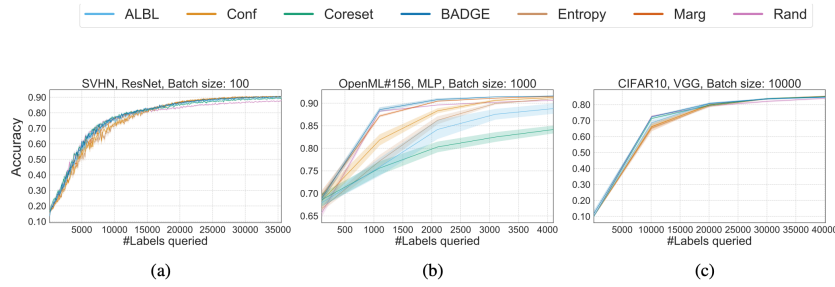 ALBL Conf Coreset BADGE Entropy Marg Rand
SVHN, ResNet, Batch size: 100
0.90
0.80
0.70
0.60
0.50
0.40
0.30
0.20
0.10
Accuracy
5000 10000 15000 20000 25000 30000 35000
#Labels queried
(a)
OpenML#156, MLP, Batch size: 1000
0.90
0.85
0.80
0.75
0.70
0.65
500 1000 1500 2000 2500 3000 3500 4000
#Labels queried
(b)
CIFAR10, VGG, Batch size: 10000
0.80
0.70
0.60
0.50
0.40
0.30
0.20
0.10
5000 10000 15000 20000 25000 30000 35000 40000
#Labels queried
(c)